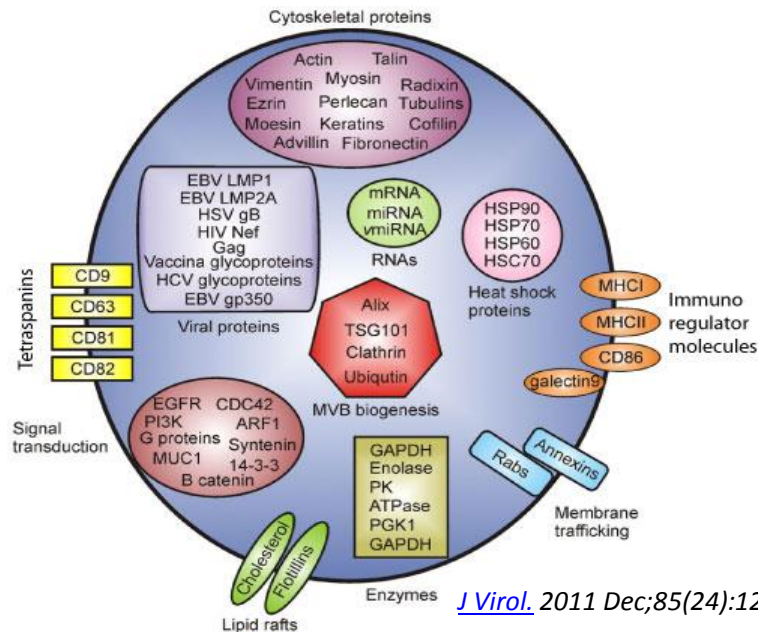 Cytoskeletal proteins
Actin Talin
Vimentin Myosin Radixin
Ezrin Perlecan Tubulins
Moesin Keratins Cofilin
Advillin Fibronectin
EBV LMP1
EBV LMP2A
HSV gB
HIV Nef
Gag
Vaccina glycoproteins
HCV glycoproteins
EBV gp350
Viral proteins
mRNA
miRNA
vmiRNA
RNAs
HSP90
HSP70
HSP60
HSC70
Heat shock
proteins
Tetraspanins
CD9
CD63
CD81
CD82
Alix
TSG101
Clathrin
Ubiqutin
MVB biogenesis
MHCI
MHCII
CD86
galectin9
Immuno
regulator
molecules
Signal
transduction
EGFR CDC42
PI3K ARF1
G proteins Syntenin
MUC1 14-3-3
B catenin
GAPDH
Enolase
PK
ATPase
PGK1
GAPDH
Enzymes
Rabs
Annexins
Membrane
trafficking
Cholesterol
Flotillins
Lipid rafts
J Virol. 2011 Dec;85(24):12